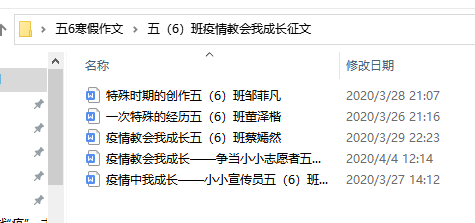 五6寒假作文 › 五（6）班疫情教会我成长征文
名称 修改日期
特殊时期的创作五（6）班邹菲凡 2020/3/28 21:07
一次特殊的经历五（6）班董泽楷 2020/3/26 21:16
疫情教会我成长五（6）班蔡嫣然 2020/3/29 22:23
疫情教会我成长——争当小小志愿者五... 2020/4/4 12:14
疫情中我成长——小小宣传员五（6）班... 2020/3/27 14:12